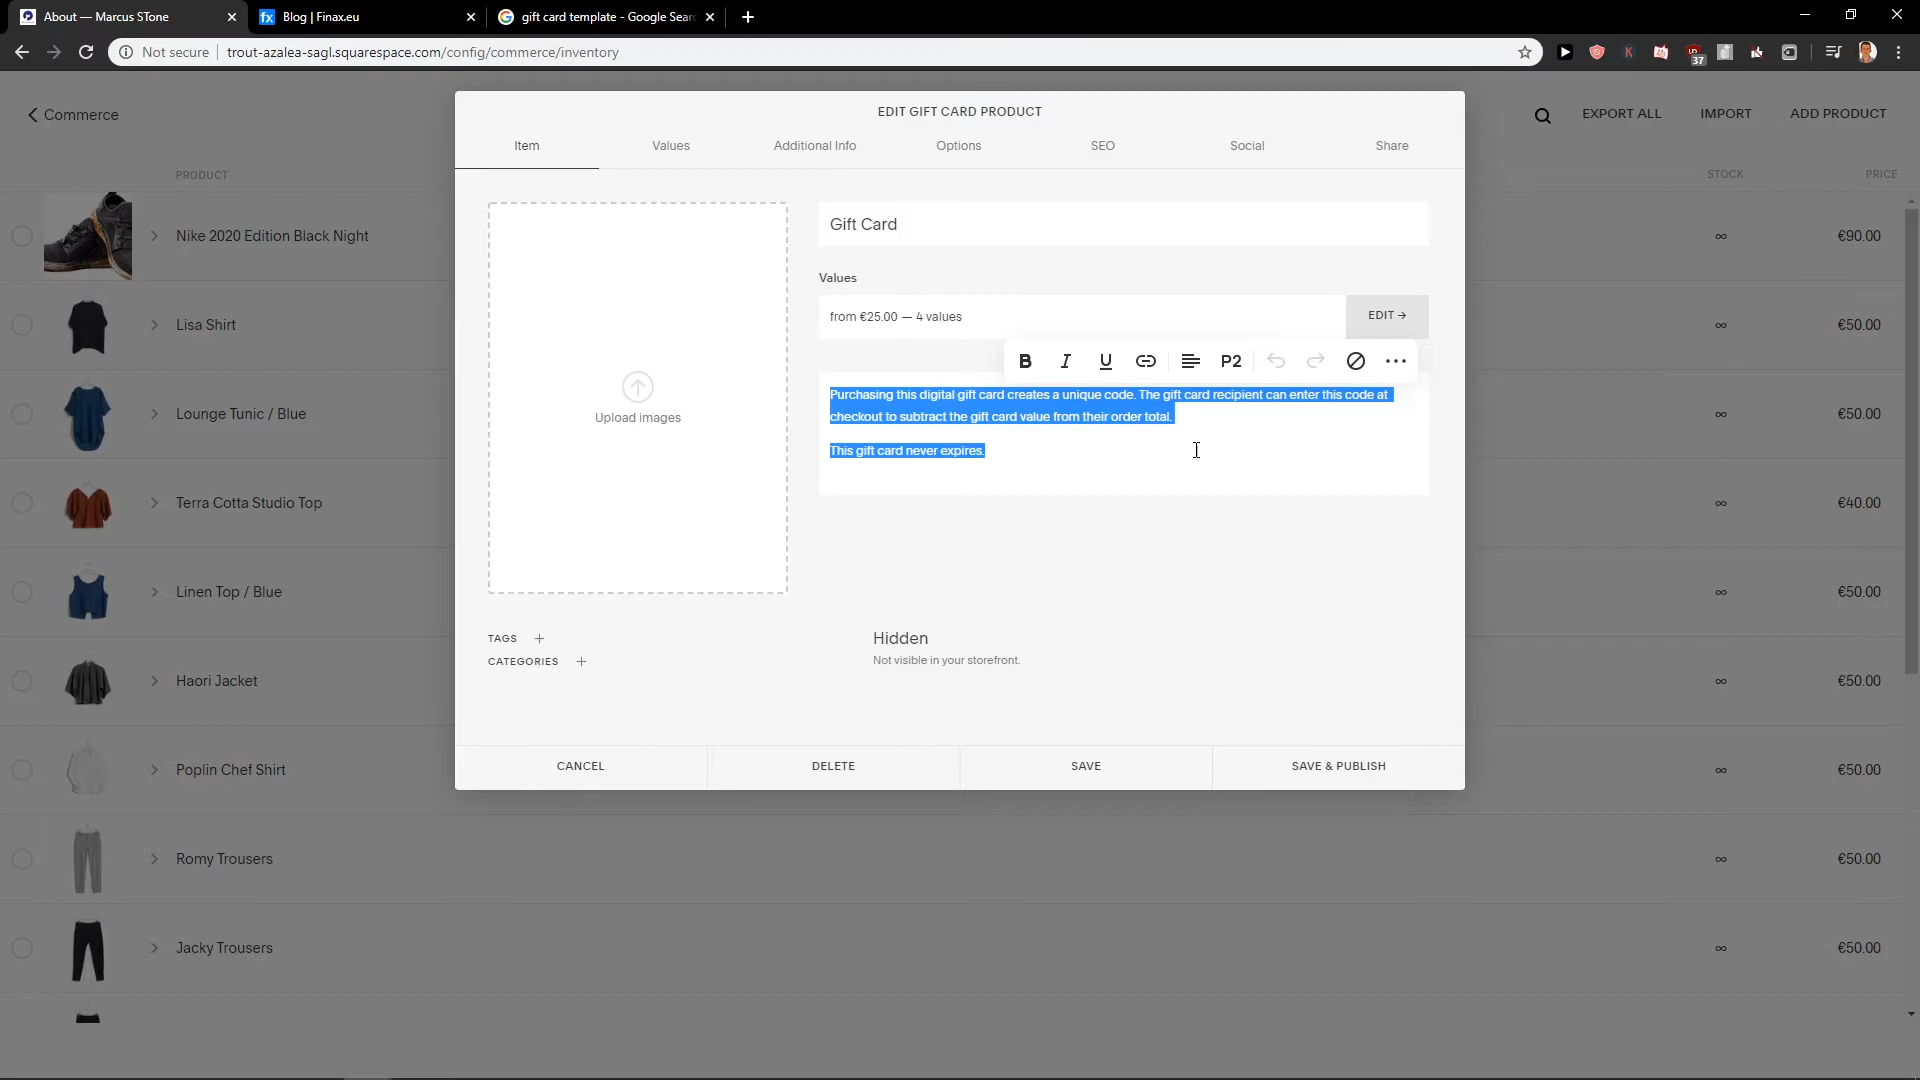 About — Marcus STone
Blog | Finax.eu
gift card template - Google Sear
Not secure
trout-azalea-sagl.squarespace.com/config/commerce/inventory
37
Commerce
EXPORT ALL
IMPORT
ADD PRODUCT
PRODUCT
STOCK
PRICE
Nike 2020 Edition Black Night
∞
€90.00
Lisa Shirt
∞
€50.00
Lounge Tunic / Blue
∞
€50.00
Terra Cotta Studio Top
∞
€40.00
Linen Top / Blue
∞
€50.00
Haori Jacket
∞
€50.00
Poplin Chef Shirt
∞
€50.00
Romy Trousers
∞
€50.00
Jacky Trousers
∞
€50.00
EDIT GIFT CARD PRODUCT
Item
Values
Additional Info
Options
SEO
Social
Share
Upload images
Gift Card
Values
from €25.00 — 4 values
EDIT →
B I U P2
Purchasing this digital gift card creates a unique code. The gift card recipient can enter this code at
checkout to subtract the gift card value from their order total.
This gift card never expires.
TAGS +
CATEGORIES +
Hidden
Not visible in your storefront.
CANCEL
DELETE
SAVE
SAVE & PUBLISH